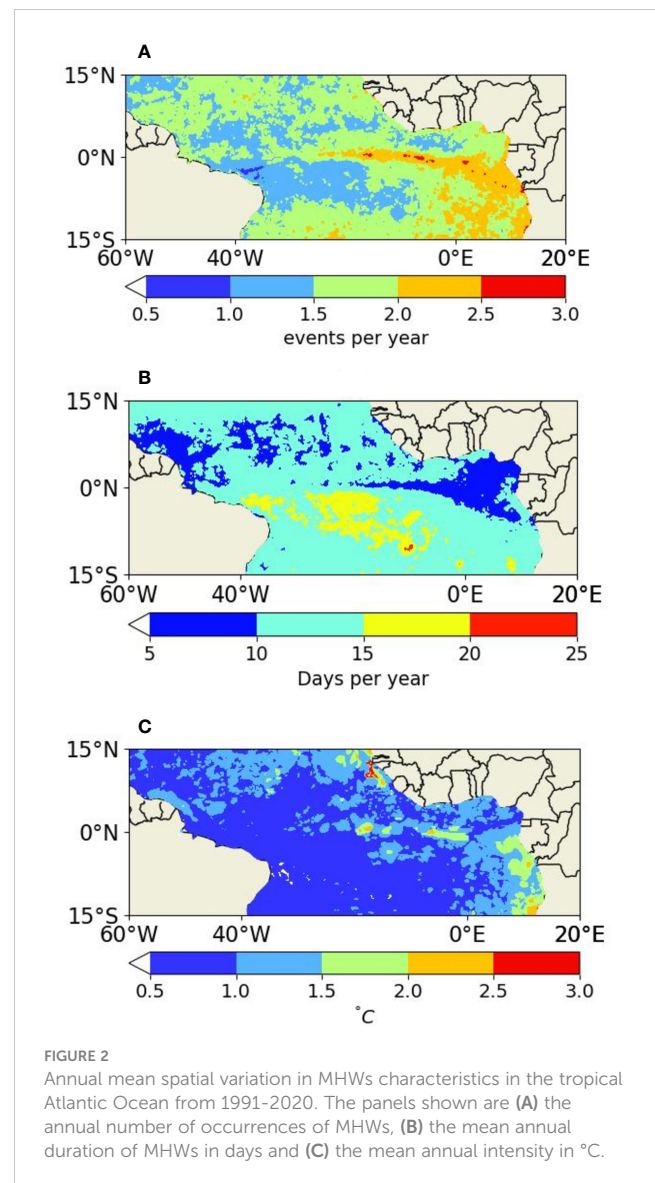 A
15°N
0°N
15°S
60°W 40°W 0°E 20°E
0.5 1.0 1.5 2.0 2.5 3.0
events per year
B
15°N
0°N
15°S
60°W 40°W 0°E 20°E
5 10 15 20 25
Days per year
C
15°N
0°N
15°S
60°W 40°W 0°E 20°E
0.5 1.0 1.5 2.0 2.5 3.0
°C
FIGURE 2
Annual mean spatial variation in MHWs characteristics in the tropical
Atlantic Ocean from 1991-2020. The panels shown are (A) the
annual number of occurrences of MHWs, (B) the mean annual
duration of MHWs in days and (C) the mean annual intensity in °C.